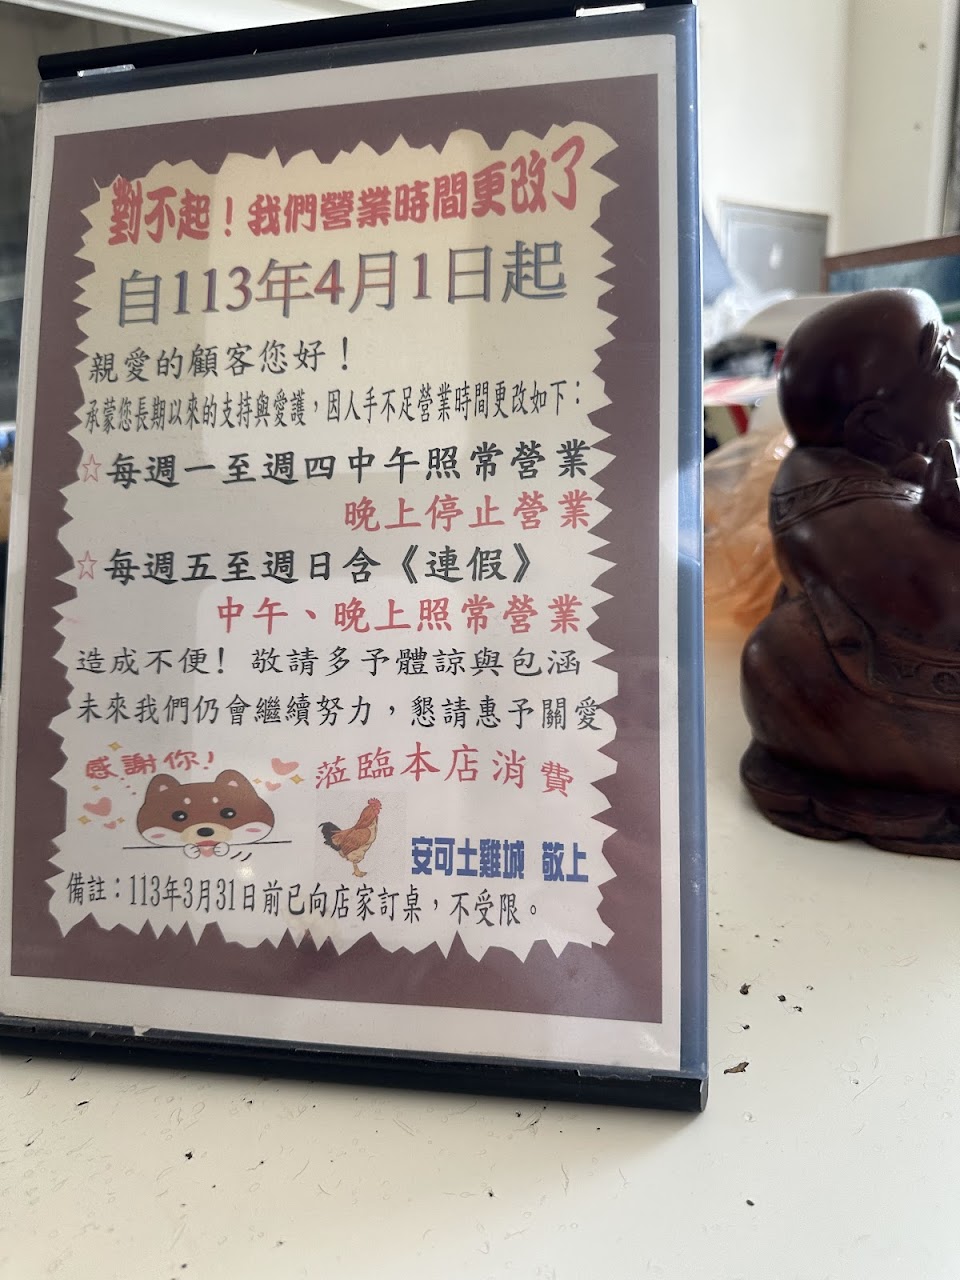 對不起！我們營業時間更改了
自113年4月1日起
親愛的顧客您好！
承蒙您長期以來的支持與愛護，因人手不足營業時間更改如下：
☆每週一至週四中午照常營業
晚上停止營業
☆每週五至週日含《連假》
中午、晚上照常營業
造成不便！敬請多予體諒與包涵
未來我們仍會繼續努力，懇請惠予關愛
蒞臨本店消費
感謝你！
安可土雞城 敬上
備註：113年3月31日前已向店家訂桌，不受限。